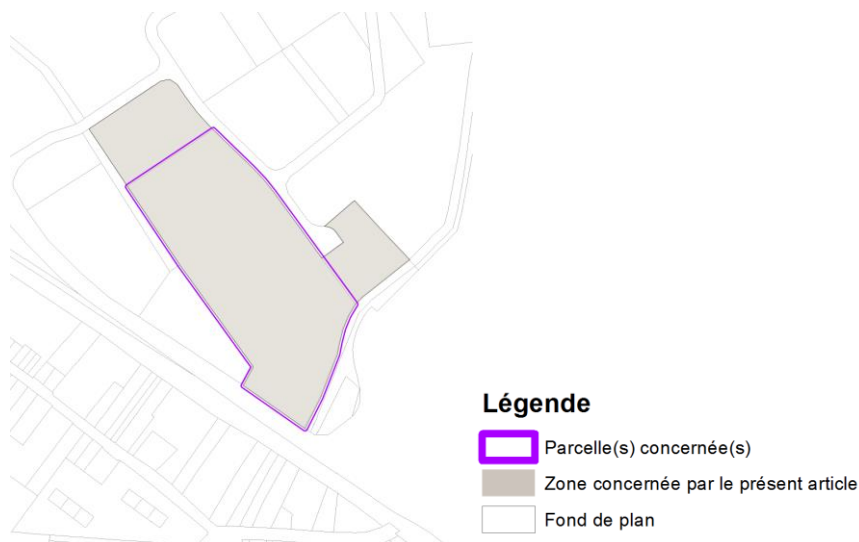 Légende
Parcelle(s) concernée(s)
Zone concernée par le présent article
Fond de plan